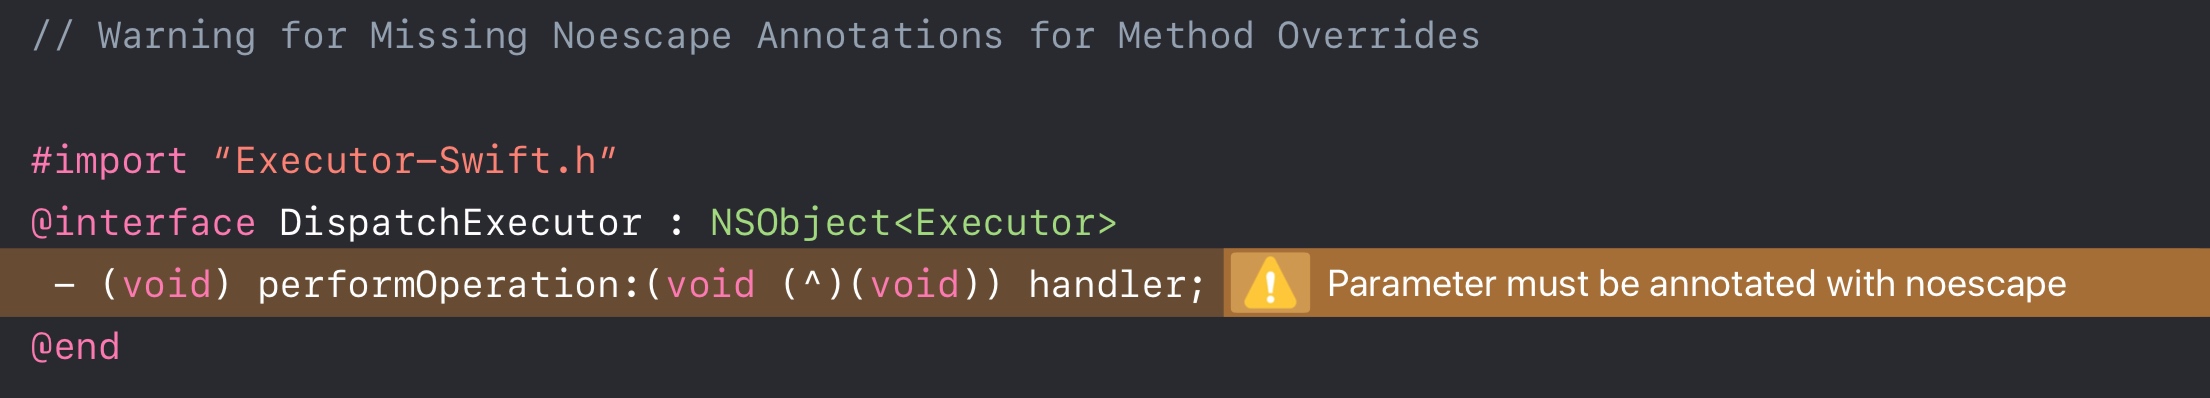 // Warning for Missing Noescape Annotations for Method Overrides
#import “Executor-Swift.h”
@interface DispatchExecutor : NSObject<Executor>
- (void) performOperation:(void (^)(void)) handler; Parameter must be annotated with noescape
@end